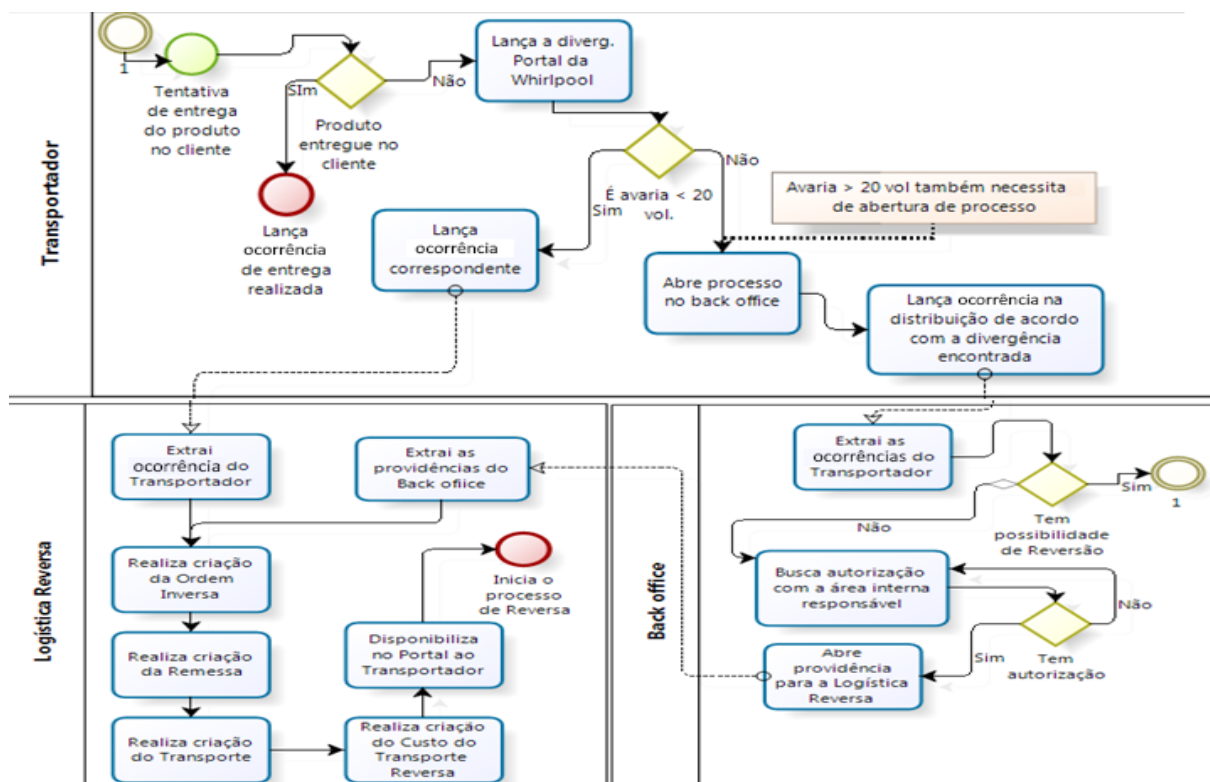 Transportador
1
Tentativa
de entrega
do produto
no cliente
SIm
Produto
entregue no
cliente
Não
Lança a diverg.
Portal da
Whirlpool
Lança
ocorrência
de entrega
realizada
É avaria < 20
vol.
Sim
Não
Lança
ocorrência
correspondente
Avaria > 20 vol também necessita
de abertura de processo
Abre processo
no back office
Lança ocorrência na
distribuição de acordo
com a divergência
encontrada
Logística Reversa
Extrai
ocorrência do
Transportador
Extrai as
providências do
Back ofiice
Realiza criação
da Ordem
Inversa
Realiza criação
da Remessa
Realiza criação
do Transporte
Realiza criação
do Custo do
Transporte
Reversa
Disponibiliza
no Portal ao
Transportador
Inicia o
processo
de Reversa
Back office
Extrai as
ocorrências do
Transportador
Tem
possibilidade
de Reversão
Sim
1
Não
Busca autorização
com a área interna
responsável
Não
Tem
autorização
Sim
Abre
providência
para a Logística
Reversa